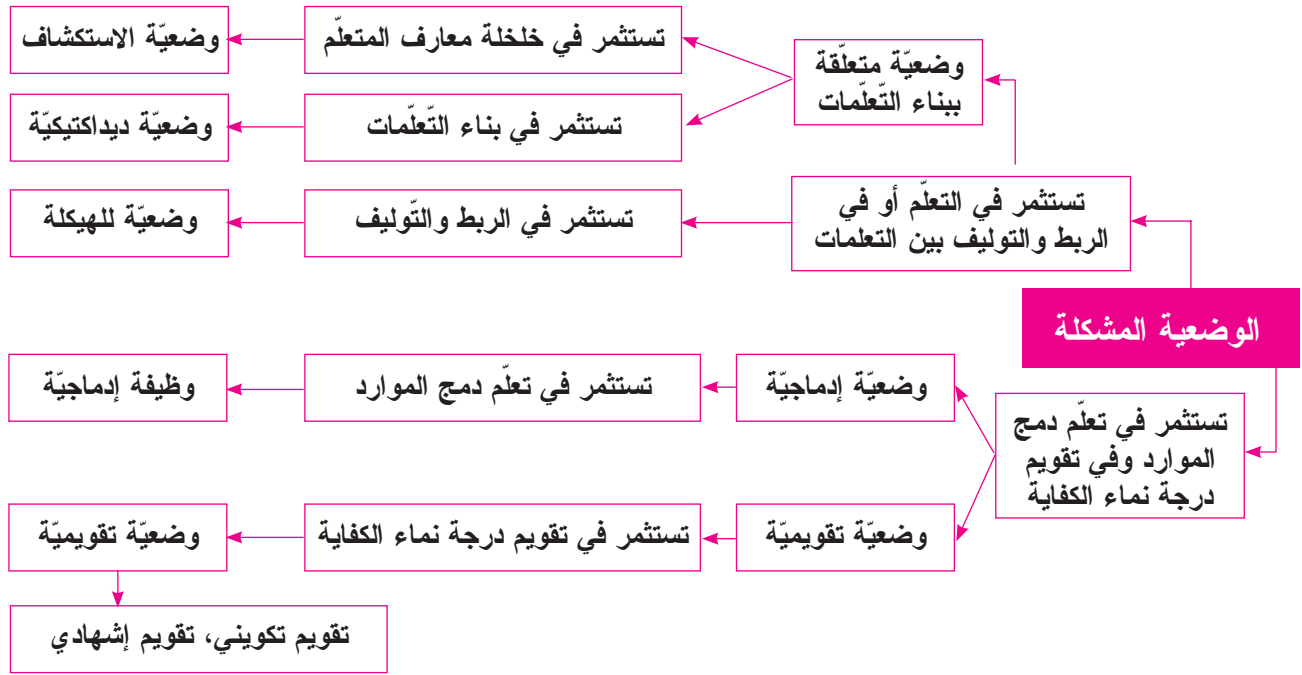 الوضعية المشكلة
تستثمر في التعلّم أو في
الربط والتوليف بين التعلمات
وضعيّة متعلّقة
ببناء التّعلّمات
تستثمر في خلخلة معارف المتعلّم
وضعيّة الاستكشاف
تستثمر في بناء التّعلّمات
وضعيّة ديداكتيكيّة
تستثمر في الربط والتّوليف
وضعيّة للهيكلة
تستثمر في تعلّم دمج
الموارد وفي تقويم
درجة نماء الكفاية
وضعيّة إدماجيّة
تستثمر في تعلّم دمج الموارد
وظيفة إدماجيّة
وضعيّة تقويميّة
تستثمر في تقويم درجة نماء الكفاية
وضعيّة تقويميّة
تقويم تكويني، تقويم إشهادي